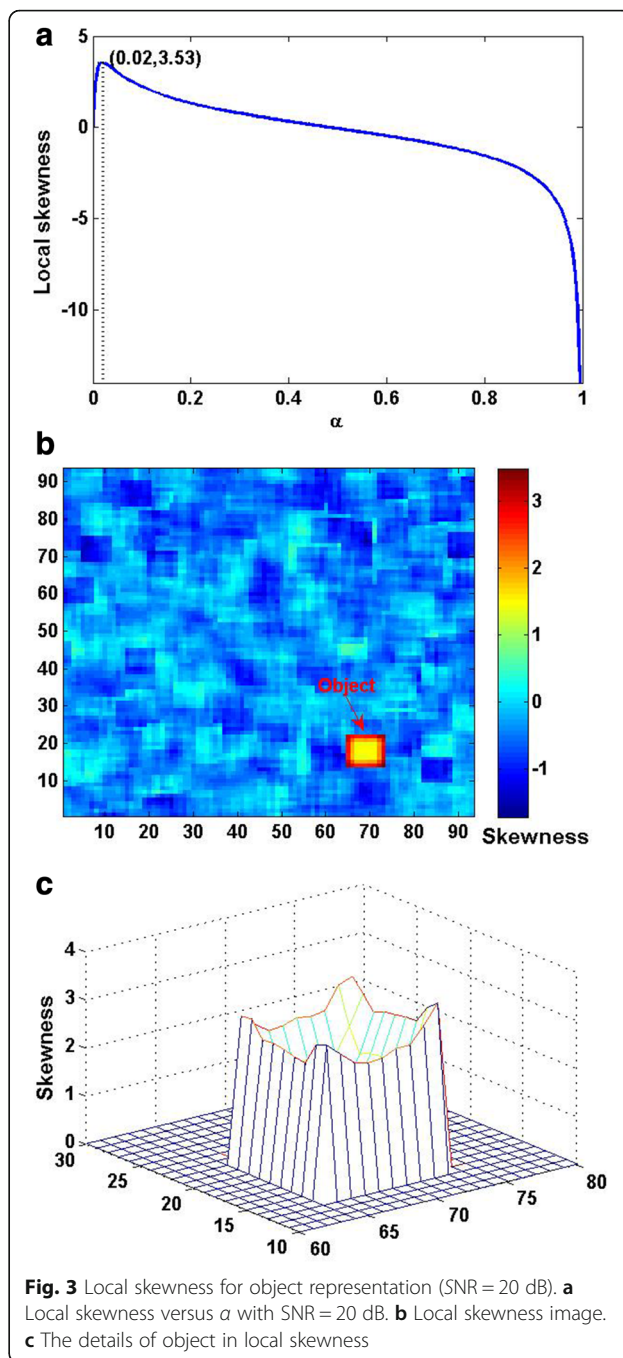 a
5
(0.02,3.53)
0
-5
-10
Local skewness
0 0.2 0.4 0.6 0.8 1
α
b
90
80
70
60
50
40
30
20
10
Object
10 20 30 40 50 60 70 80 90
3
2
1
0
-1
Skewness
c
4
3
2
1
0
Skewness
30
25
20
15
10
60
65
70
75
80
Fig. 3 Local skewness for object representation (SNR = 20 dB). a
Local skewness versus α with SNR = 20 dB. b Local skewness image.
c The details of object in local skewness